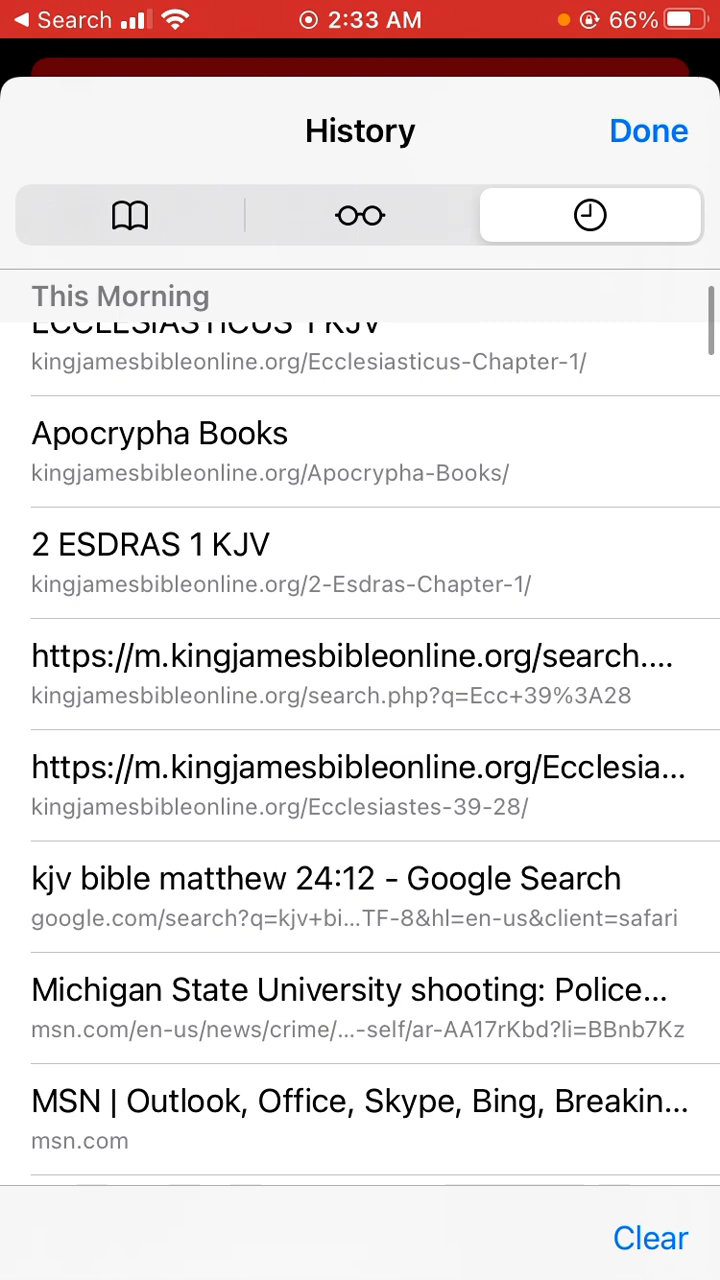 Search
2:33 AM
66%
History
Done
This Morning
ECCLESIASTICUS 1 KJV
kingjamesbibleonline.org/Ecclesiasticus-Chapter-1/
Apocrypha Books
kingjamesbibleonline.org/Apocrypha-Books/
2 ESDRAS 1 KJV
kingjamesbibleonline.org/2-Esdras-Chapter-1/
https://m.kingjamesbibleonline.org/search....
kingjamesbibleonline.org/search.php?q=Ecc+39%3A28
https://m.kingjamesbibleonline.org/Ecclesia...
kingjamesbibleonline.org/Ecclesiastes-39-28/
kjv bible matthew 24:12 - Google Search
google.com/search?q=kjv+bi...TF-8&hl=en-us&client=safari
Michigan State University shooting: Police...
msn.com/en-us/news/crime/...-self/ar-AA17rKbd?li=BBnb7Kz
MSN | Outlook, Office, Skype, Bing, Breakin...
msn.com
Clear